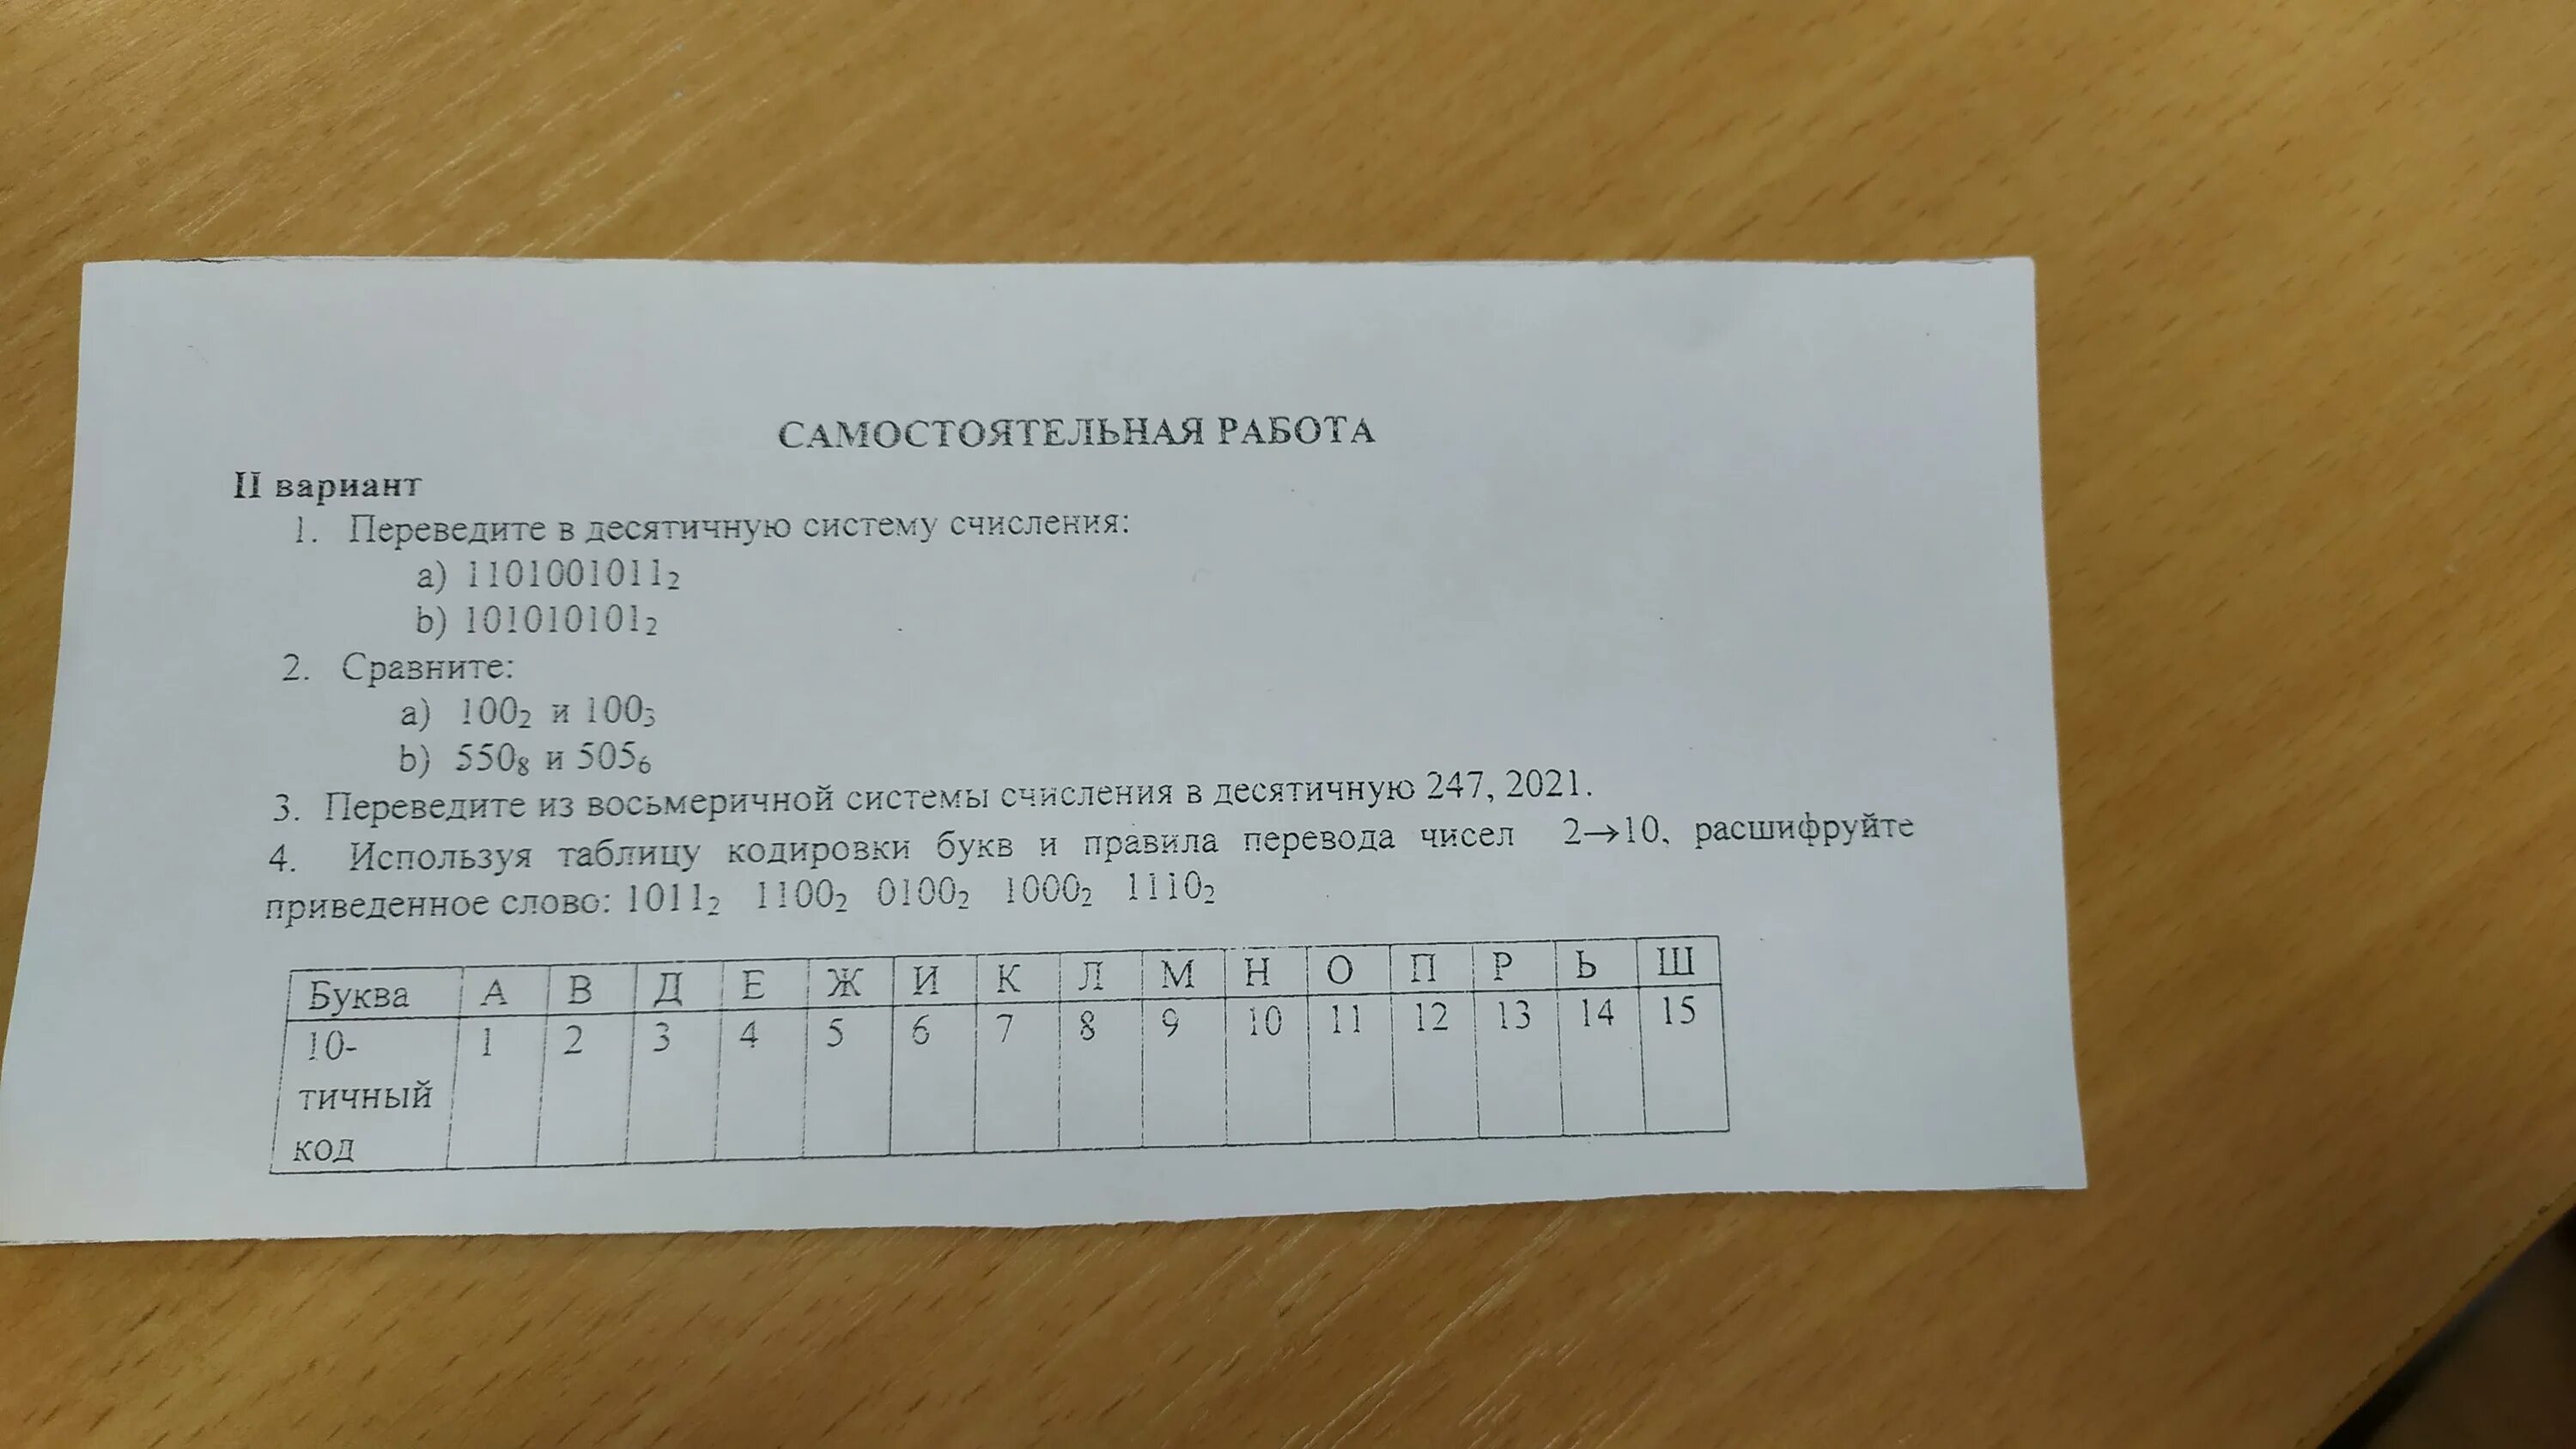 САМОСТОЯТЕЛЬНАЯ РАБОТА
II вариант
1. Переведите в десятичную систему счисления:
a) 1101001011₂
b) 101010101₂
2. Сравните:
a) 100₂ и 100₃
b) 550₈ и 505₆
3. Переведите из восьмеричной системы счисления в десятичную 247, 2021.
4. Используя таблицу кодировки букв и правила перевода чисел 2→10, расшифруйте
приведенное слово: 1011₂ 1100₂ 0100₂ 1000₂ 1110₂
Буква А В Д Е Ж И К Л М Н О П Р Ь Ш
10- 1 2 3 4 5 6 7 8 9 10 11 12 13 14 15
тичный
код